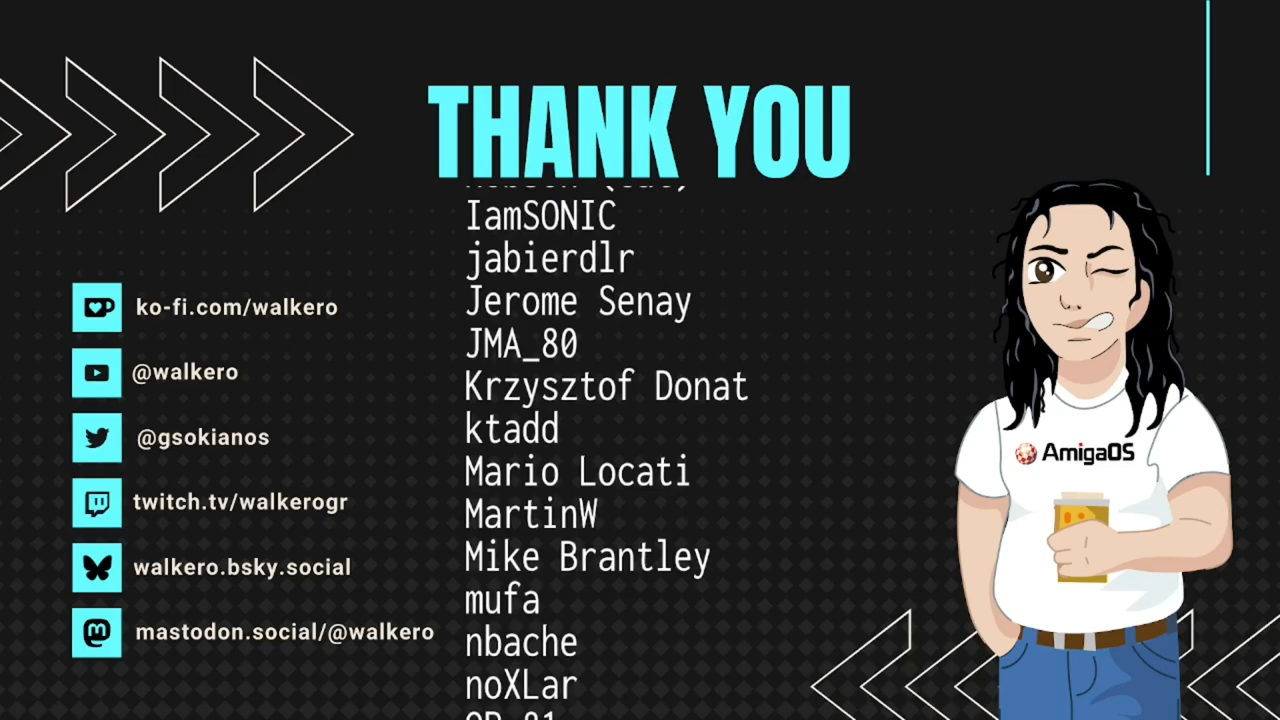 THANK YOU
IamSONIC
jabierdlr
Jerome Senay
JMA_80
Krzysztof Donat
ktadd
Mario Locati
MartinW
Mike Brantley
mufa
nbache
noXLar
ko-fi.com/walkero
@walkero
@gsokianos
twitch.tv/walkerogr
walkero.bsky.social
mastodon.social/@walkero
AmigaOS